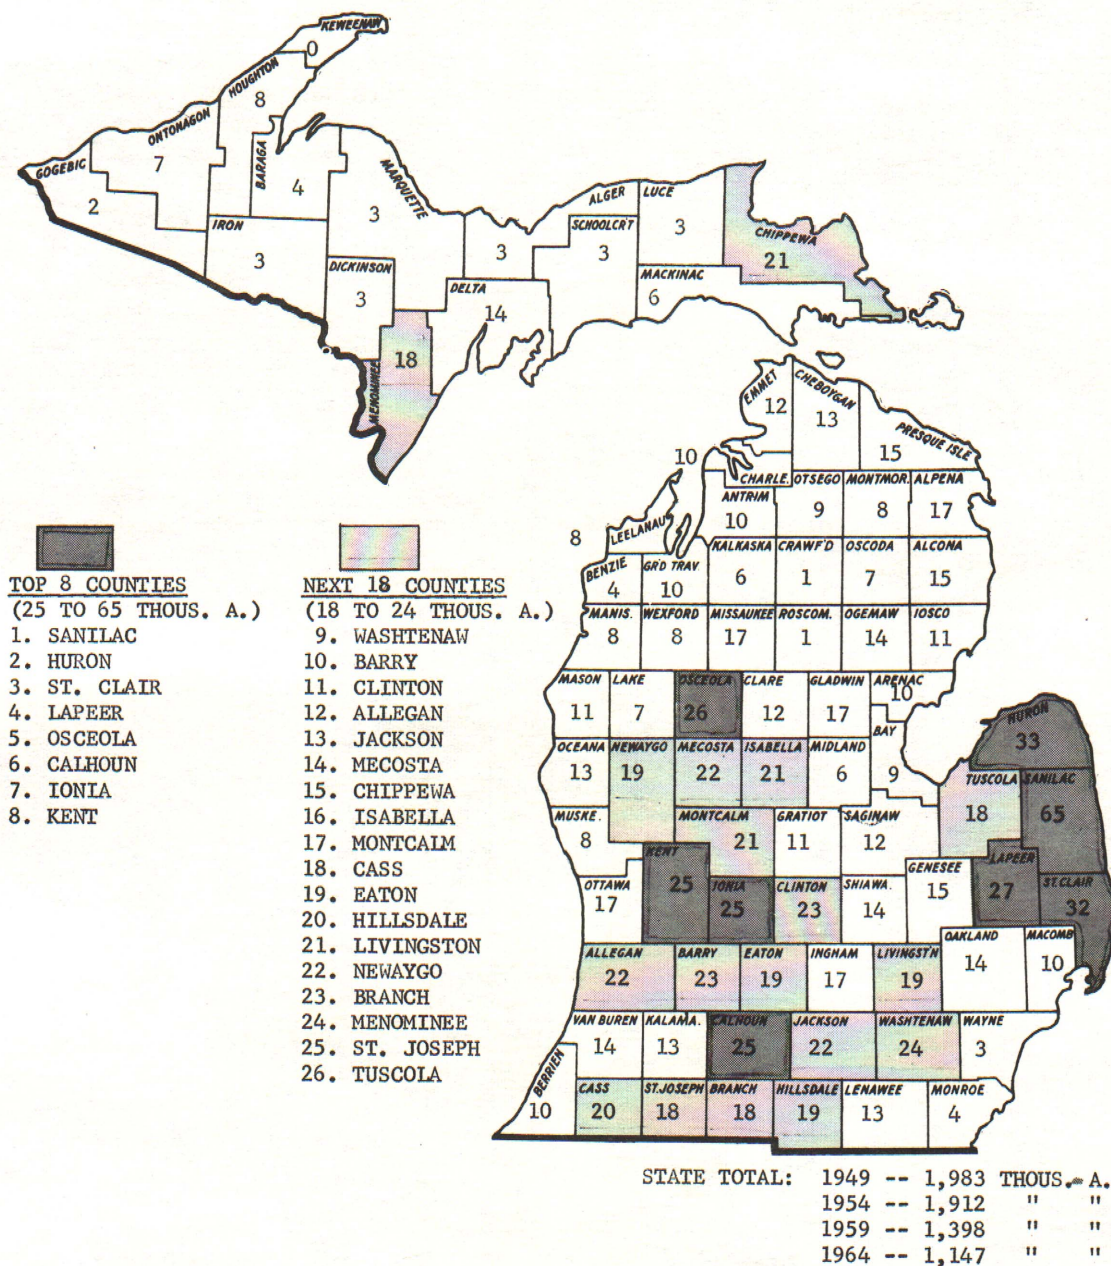 KEWEENAW
0
HOUGHTON
8
ONTONAGON
7
GOGEBIC
2
BARAGA
4
MARQUETTE
3
IRON
3
DICKINSON
3
ALGER
3
LUCE
3
SCHOOLCR'T
3
CHIPPEWA
21
MACKINAC
6
DELTA
14
MENOMINEE
18
EMMET
12
CHEBOYGAN
13
PRESQUE ISLE
15
10
CHARLE.
OTSEGO
9
MONTMOR.
8
ALPENA
17
ANTRIM
10
8
LEELANAU
BENZIE
4
GR'D TRAV
10
KALKASKA
6
CRAWF'D
1
OSCODA
7
ALCONA
15
MANIS.
8
WEXFORD
8
MISSAUKEE
17
ROSCOM.
1
OGEMAW
14
IOSCO
11
MASON
11
LAKE
7
OSCEOLA
26
CLARE
12
GLADWIN
17
ARENAC
10
OCEANA
13
NEWAYGO
19
MECOSTA
22
ISABELLA
21
MIDLAND
6
BAY
9
HURON
33
TUSCOLA
18
SANILAC
65
MUSKE.
8
MONTCALM
21
GRATIOT
11
SAGINAW
12
KENT
25
OTTAWA
17
IONIA
25
CLINTON
23
SHIAWA.
14
GENESEE
15
LAPEER
27
ST. CLAIR
32
ALLEGAN
22
BARRY
23
EATON
19
INGHAM
17
LIVINGST'N
19
OAKLAND
14
MACOMB
10
VAN BUREN
14
KALAMA.
13
CALHOUN
25
JACKSON
22
WASHTENAW
24
WAYNE
3
BERRIEN
10
CASS
20
ST. JOSEPH
18
BRANCH
18
HILLSDALE
19
LENAWEE
13
MONROE
4
TOP 8 COUNTIES
(25 TO 65 THOUS. A.)
1. SANILAC
2. HURON
3. ST. CLAIR
4. LAPEER
5. OSCEOLA
6. CALHOUN
7. IONIA
8. KENT
NEXT 18 COUNTIES
(18 TO 24 THOUS. A.)
9. WASHTENAW
10. BARRY
11. CLINTON
12. ALLEGAN
13. JACKSON
14. MECOSTA
15. CHIPPEWA
16. ISABELLA
17. MONTCALM
18. CASS
19. EATON
20. HILLSDALE
21. LIVINGSTON
22. NEWAYGO
23. BRANCH
24. MENOMINEE
25. ST. JOSEPH
26. TUSCOLA
STATE TOTAL: 1949 -- 1,983 THOUS. A.
1954 -- 1,912 " "
1959 -- 1,398 " "
1964 -- 1,147 " "